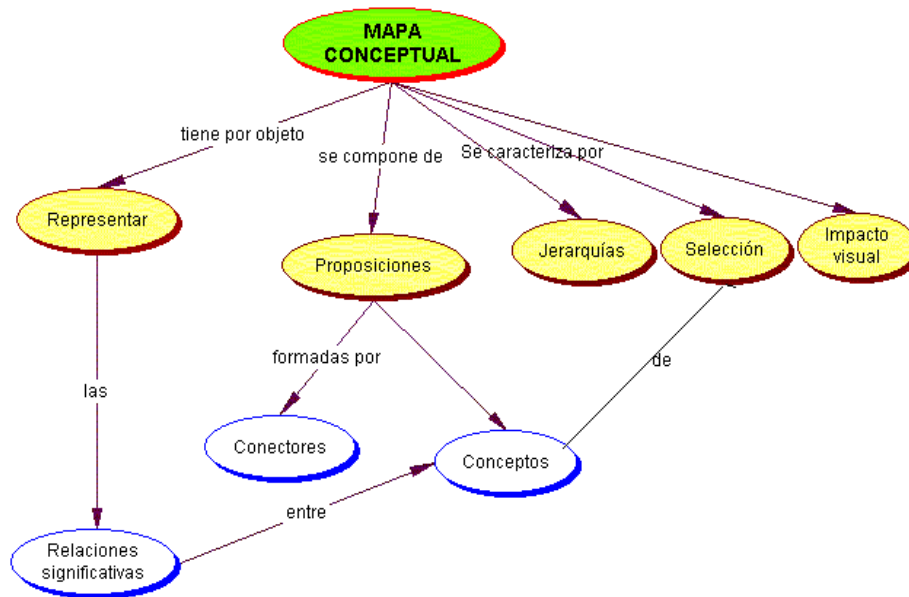 MAPA
CONCEPTUAL
tiene por objeto
se compone de
Se caracteriza por
Representar
Proposiciones
Jerarquías
Selección
Impacto
visual
formadas por
de
las
Conectores
Conceptos
entre
Relaciones
significativas